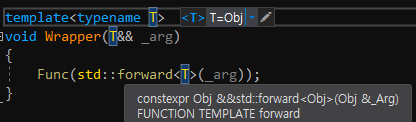 template<typename T> <T> T=Obj
void Wrapper(T&& _arg)
{
Func(std::forward<T>(_arg));
}
constexpr Obj &&std::forward<Obj>(Obj &_Arg)
FUNCTION TEMPLATE forward